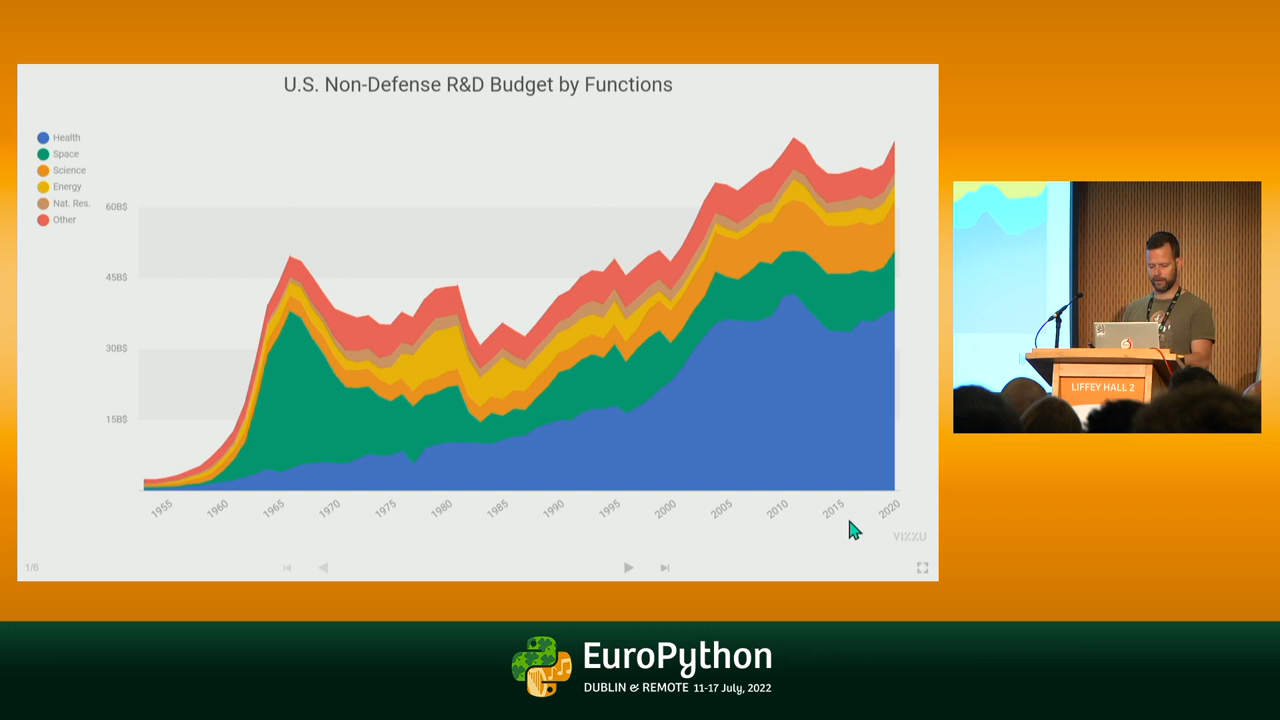 U.S. Non-Defense R&D Budget by Functions
Health
Space
Science
Energy
Nat. Res.
Other
60B$
45B$
30B$
15B$
1955
1960
1965
1970
1975
1980
1985
1990
1995
2000
2005
2010
2015
2020
VIZZU
1/6
LIFFEY HALL 2
EuroPython
DUBLIN & REMOTE 11-17 July, 2022